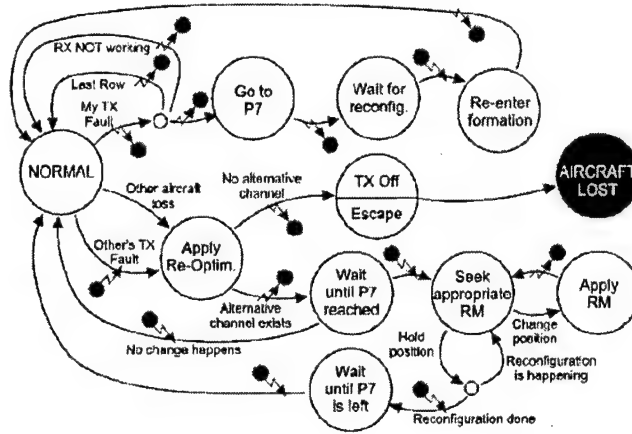 RX NOT working
Last Row
My TX
Fault
Go to
P7
Wait for
reconfig.
Re-enter
formation
NORMAL
Other aircraft
loss
No alternative
channel
TX Off
Escape
AIRCRAFT
LOST
Other's TX
Fault
Apply
Re-Optim.
Alternative
channel exists
Wait
until P7
reached
Seek
appropriate
RM
Apply
RM
Change
position
No change happens
Hold
position
Reconfiguration
is happening
Wait
until P7
is left
Reconfiguration done